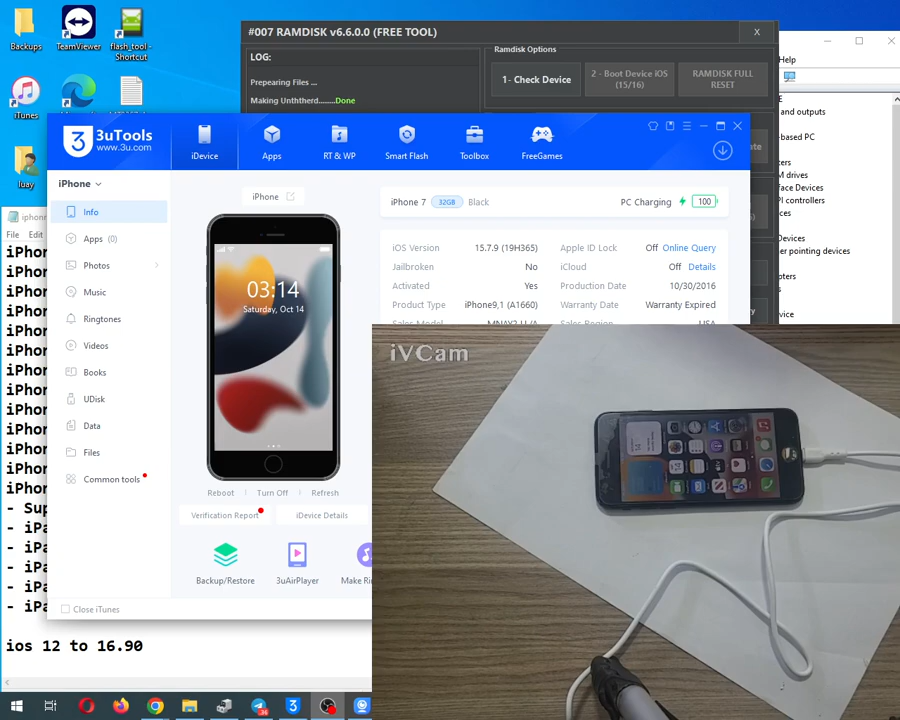 Backups
TeamViewer
flash_tool -
Shortcut
iTunes
luay
#007 RAMDISK v6.6.0.0 (FREE TOOL)
X
LOG:
Prepearing Files ...
Making Unththerd.......Done
Ramdisk Options
1- Check Device
2 - Boot Device iOS
(15/16)
RAMDISK FULL
RESET
Help
and outputs
-based PC
M drives
face Devices
I controllers
Devices
er pointing devices
3uTools
www.3u.com
iDevice
Apps
RT & WP
Smart Flash
Toolbox
FreeGames
iPhone
Info
Apps (0)
Photos
Music
Ringtones
Videos
Books
UDisk
Data
Files
Common tools
Close iTunes
iPhone
03:14
Saturday, Oct 14
Reboot
Turn Off
Refresh
Verification Report
iDevice Details
Backup/Restore
3uAirPlayer
Make Ri
iPhone 7 32GB Black
PC Charging 100
iOS Version 15.7.9 (19H365)
Apple ID Lock Off Online Query
Jailbroken No
iCloud Off Details
Activated Yes
Production Date 10/30/2016
Product Type iPhone9,1 (A1660)
Warranty Date Warranty Expired
Sales Region USA
File Edit
iPhon
iPhon
iPhon
iPhon
iPhon
iPhon
iPhon
iPhon
iPhon
iPhon
iPhon
iPhon
iPhon
- Sup
- iPa
- iPa
- iPa
- iPa
- iPa
ios 12 to 16.90
iVCam